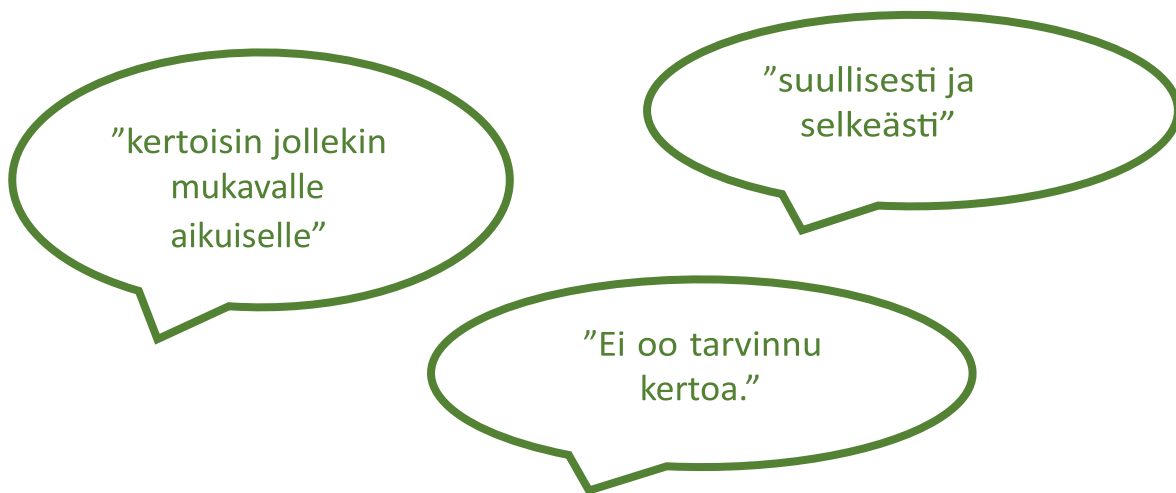 ”kertoisin jollekin
mukavalle
aikuiselle”
”suullisesti ja
selkeästi”
”Ei oo tarvinnu
kertoa.”